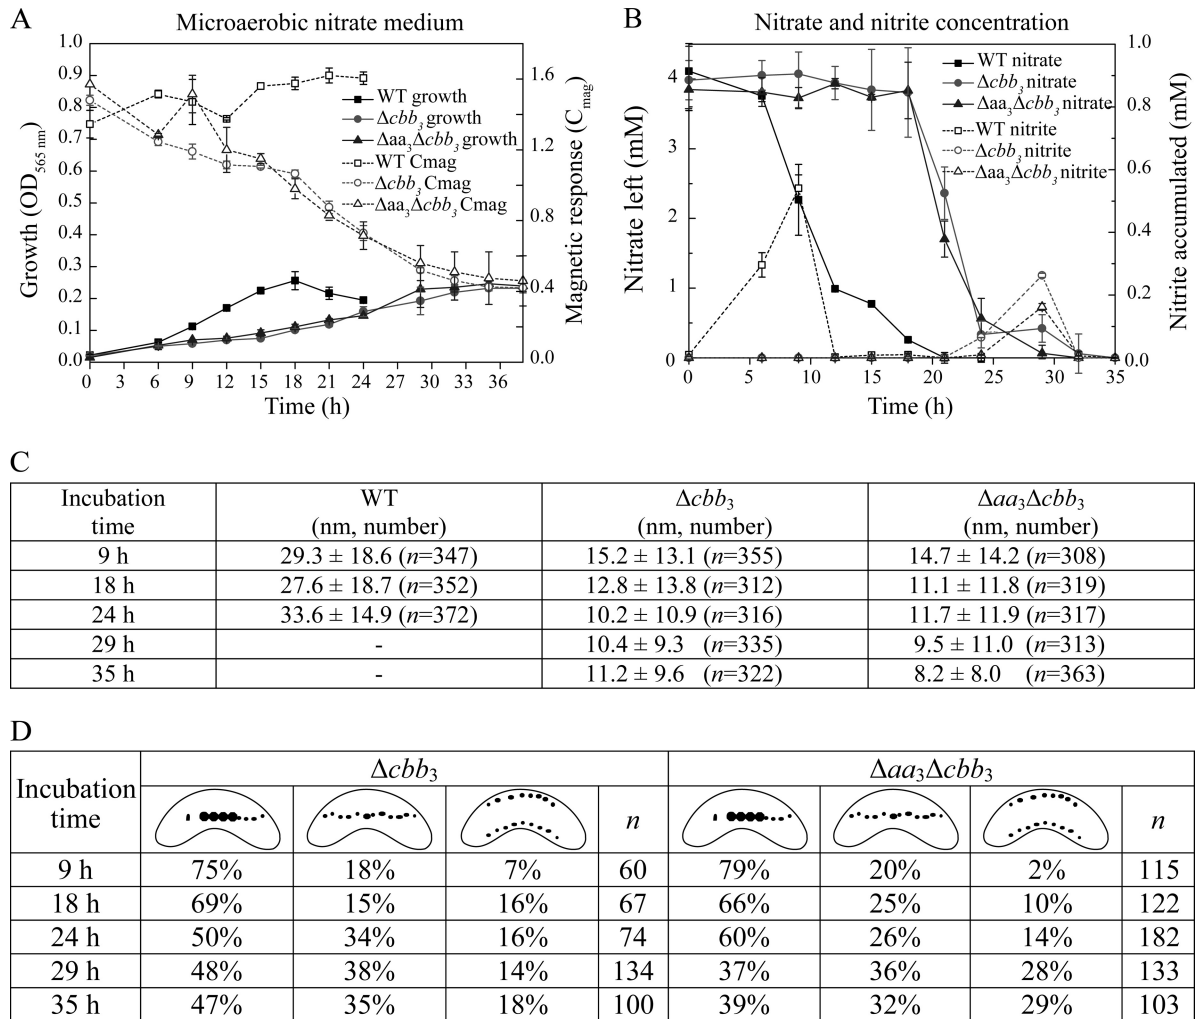 A
Microaerobic nitrate medium
1.0
0.9
0.8
0.7
0.6
0.5
0.4
0.3
0.2
0.1
0.0
Growth (OD565 nm)
1.6
1.2
0.8
0.4
0.0
Magnetic response (Cmag)
WT growth
Δcbb3 growth
Δaa3Δcbb3 growth
WT Cmag
Δcbb3 Cmag
Δaa3Δcbb3 Cmag
0 3 6 9 12 15 18 21 24 27 29 30 33 36
Time (h)
B
Nitrate and nitrite concentration
4
3
2
1
0
Nitrate left (mM)
1.0
0.8
0.6
0.4
0.2
0.0
Nitrite accumulated (mM)
WT nitrate
Δcbb3 nitrate
Δaa3Δcbb3 nitrate
WT nitrite
Δcbb3 nitrite
Δaa3Δcbb3 nitrite
0 5 10 15 20 25 30 35
Time (h)
C
Incubation time WT (nm, number) Δcbb3 (nm, number) Δaa3Δcbb3 (nm, number)
9 h 29.3 ± 18.6 (n=347) 15.2 ± 13.1 (n=355) 14.7 ± 14.2 (n=308)
18 h 27.6 ± 18.7 (n=352) 12.8 ± 13.8 (n=312) 11.1 ± 11.8 (n=319)
24 h 33.6 ± 14.9 (n=372) 10.2 ± 10.9 (n=316) 11.7 ± 11.9 (n=317)
29 h - 10.4 ± 9.3 (n=335) 9.5 ± 11.0 (n=313)
35 h - 11.2 ± 9.6 (n=322) 8.2 ± 8.0 (n=363)
D
Incubation time Δcbb3 Δaa3Δcbb3
n n
9 h 75% 18% 7% 60 79% 20% 2% 115
18 h 69% 15% 16% 67 66% 25% 10% 122
24 h 50% 34% 16% 74 60% 26% 14% 182
29 h 48% 38% 14% 134 37% 36% 28% 133
35 h 47% 35% 18% 100 39% 32% 29% 103